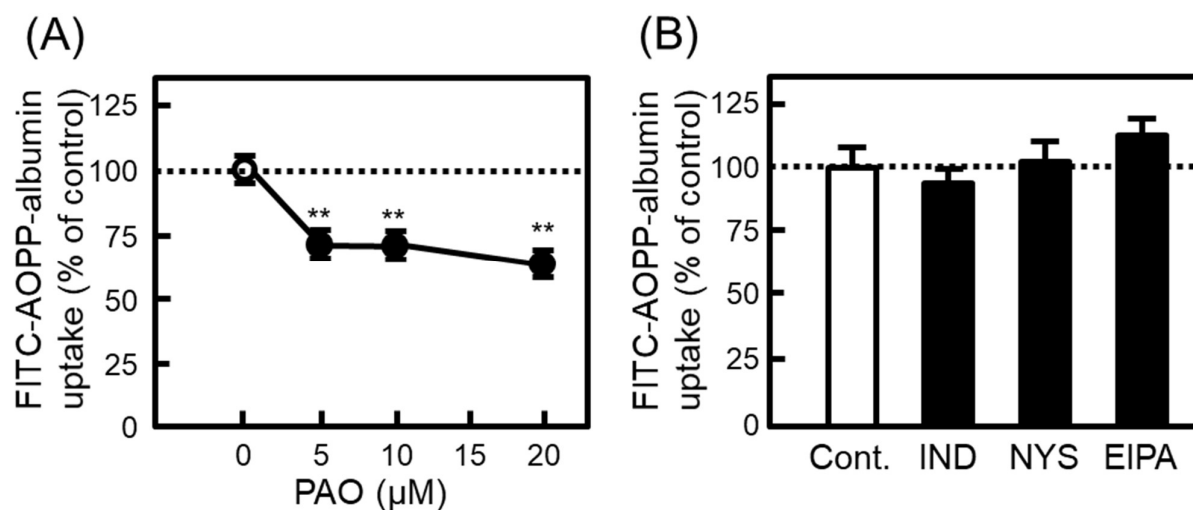 (A)
FITC-AOPP-albumin
uptake (% of control)
125
100
75
50
25
0
**
**
**
0 5 10 15 20
PAO (µM)
(B)
FITC-AOPP-albumin
uptake (% of control)
125
100
75
50
25
0
Cont. IND NYS EIPA